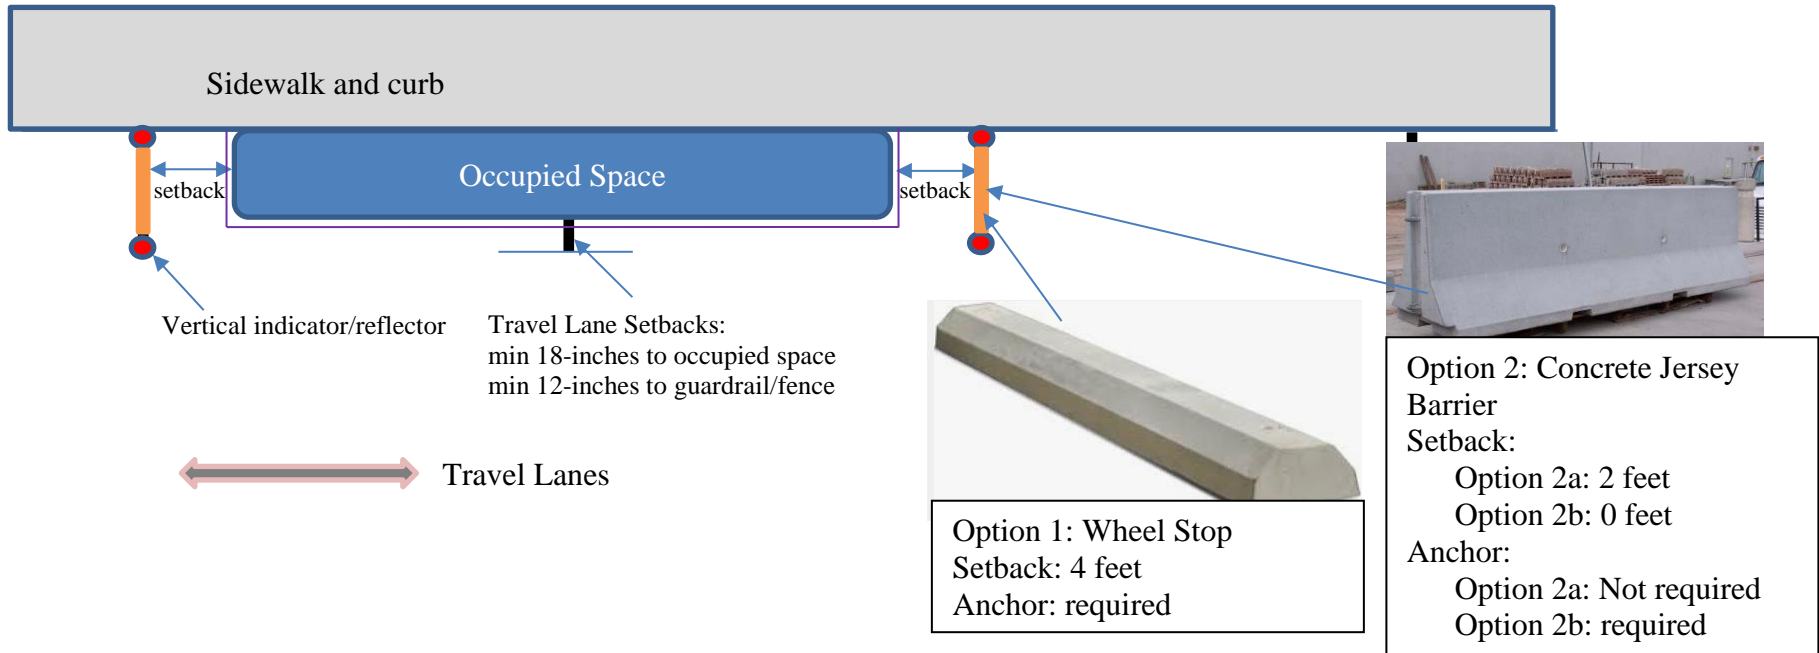 Sidewalk and curb
Occupied Space
setback
setback
Vertical indicator/reflector
Travel Lane Setbacks:
min 18-inches to occupied space
min 12-inches to guardrail/fence
Travel Lanes
Option 1: Wheel Stop
Setback: 4 feet
Anchor: required
Option 2: Concrete Jersey
Barrier
Setback:
Option 2a: 2 feet
Option 2b: 0 feet
Anchor:
Option 2a: Not required
Option 2b: required